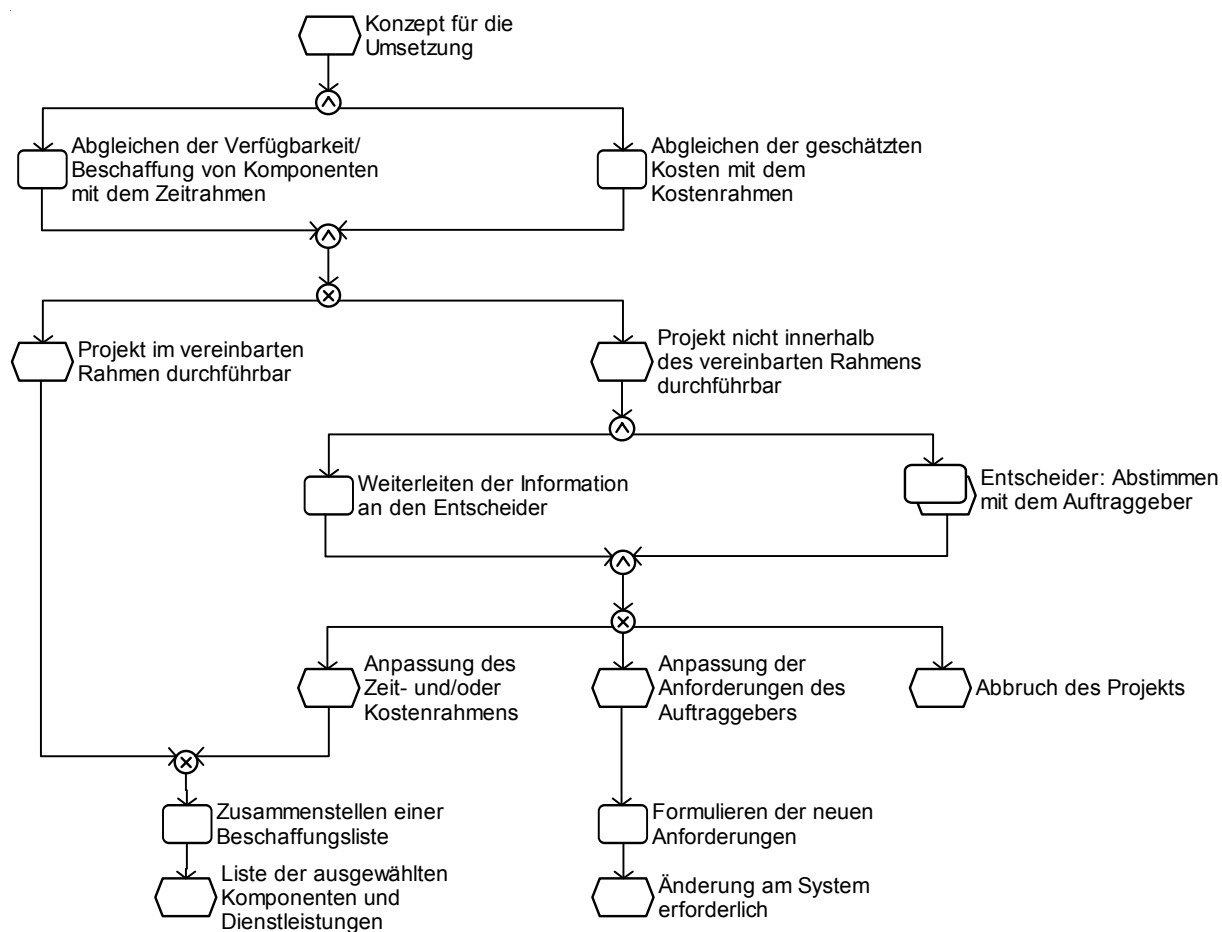 Konzept für die
Umsetzung
Abgleichen der Verfügbarkeit/
Beschaffung von Komponenten
mit dem Zeitrahmen
Abgleichen der geschätzten
Kosten mit dem
Kostenrahmen
Projekt im vereinbarten
Rahmen durchführbar
Projekt nicht innerhalb
des vereinbarten Rahmens
durchführbar
Weiterleiten der Information
an den Entscheider
Entscheider: Abstimmen
mit dem Auftraggeber
Anpassung des
Zeit- und/oder
Kostenrahmens
Anpassung der
Anforderungen des
Auftraggebers
Abbruch des Projekts
Zusammenstellen einer
Beschaffungsliste
Formulieren der neuen
Anforderungen
Liste der ausgewählten
Komponenten und
Dienstleistungen
Änderung am System
erforderlich